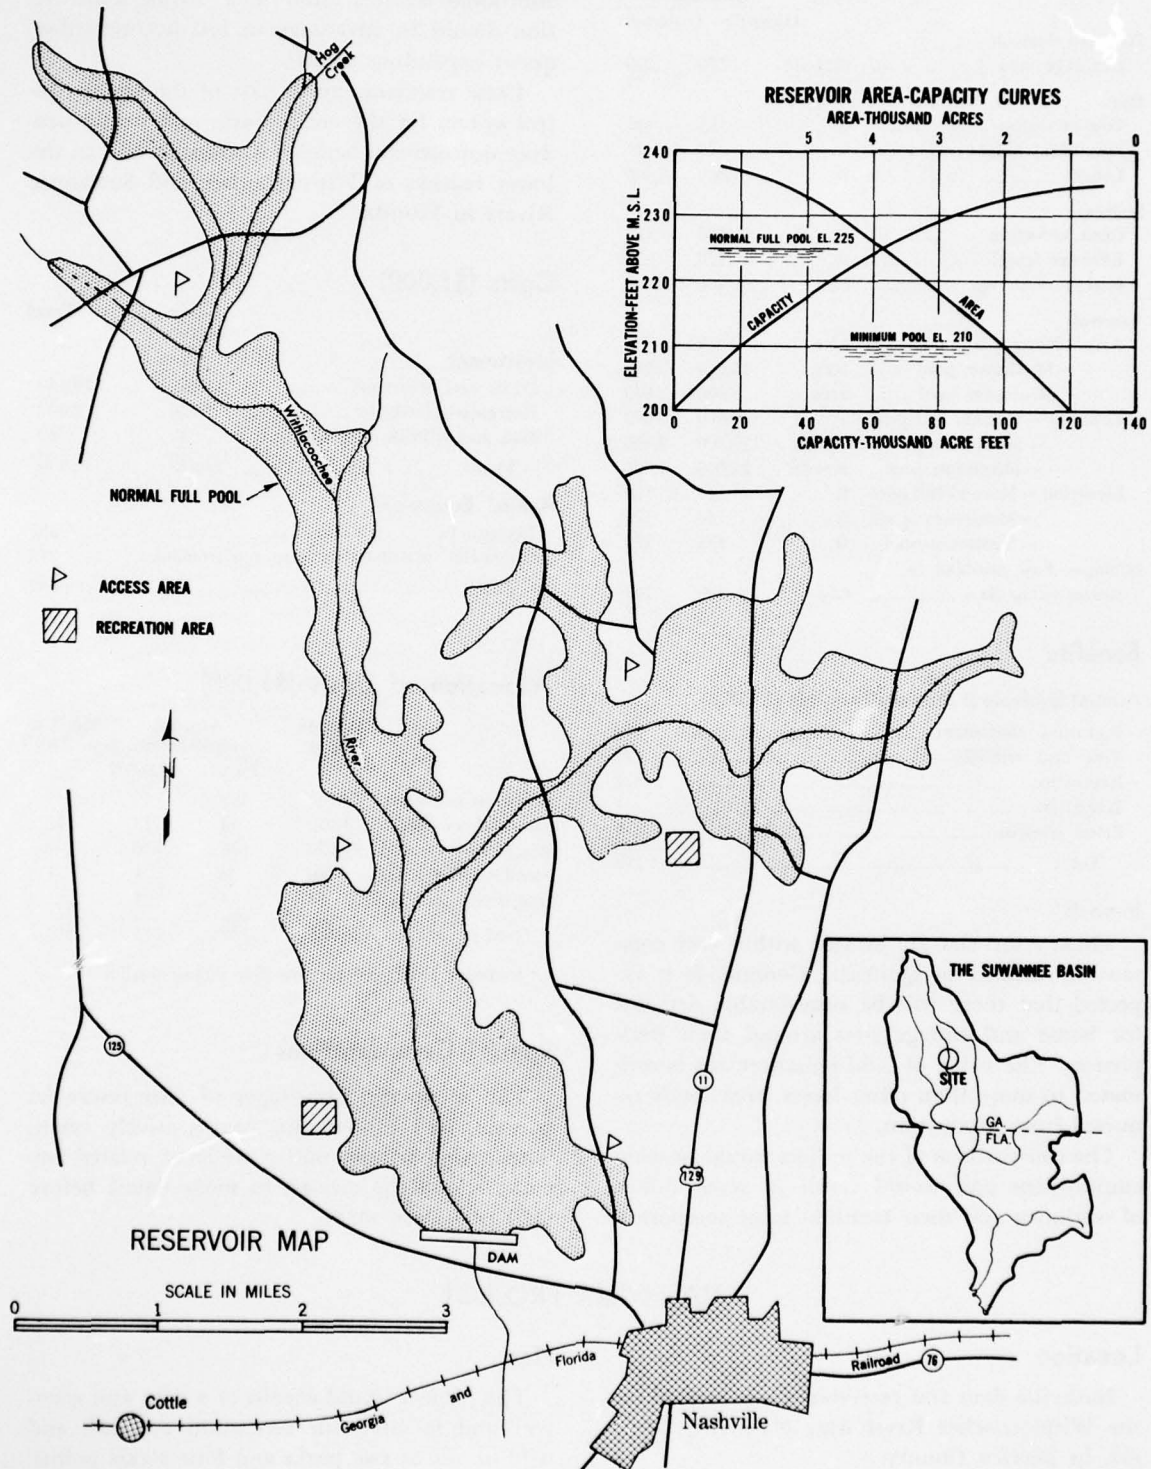 Hog
Creek
RESERVOIR AREA-CAPACITY CURVES
AREA-THOUSAND ACRES
5 4 3 2 1 0
240
230
220
210
200
ELEVATION-FEET ABOVE M.S.L.
NORMAL FULL POOL EL. 225
CAPACITY
AREA
MINIMUM POOL EL. 210
0 20 40 60 80 100 120 140
CAPACITY-THOUSAND ACRE FEET
Withlacoochee
River
NORMAL FULL POOL
ACCESS AREA
RECREATION AREA
N
125
11
129
THE SUWANNEE BASIN
SITE
GA.
FLA.
RESERVOIR MAP
DAM
SCALE IN MILES
0 1 2 3
Cottle
Georgia and Florida Railroad
76
Nashville